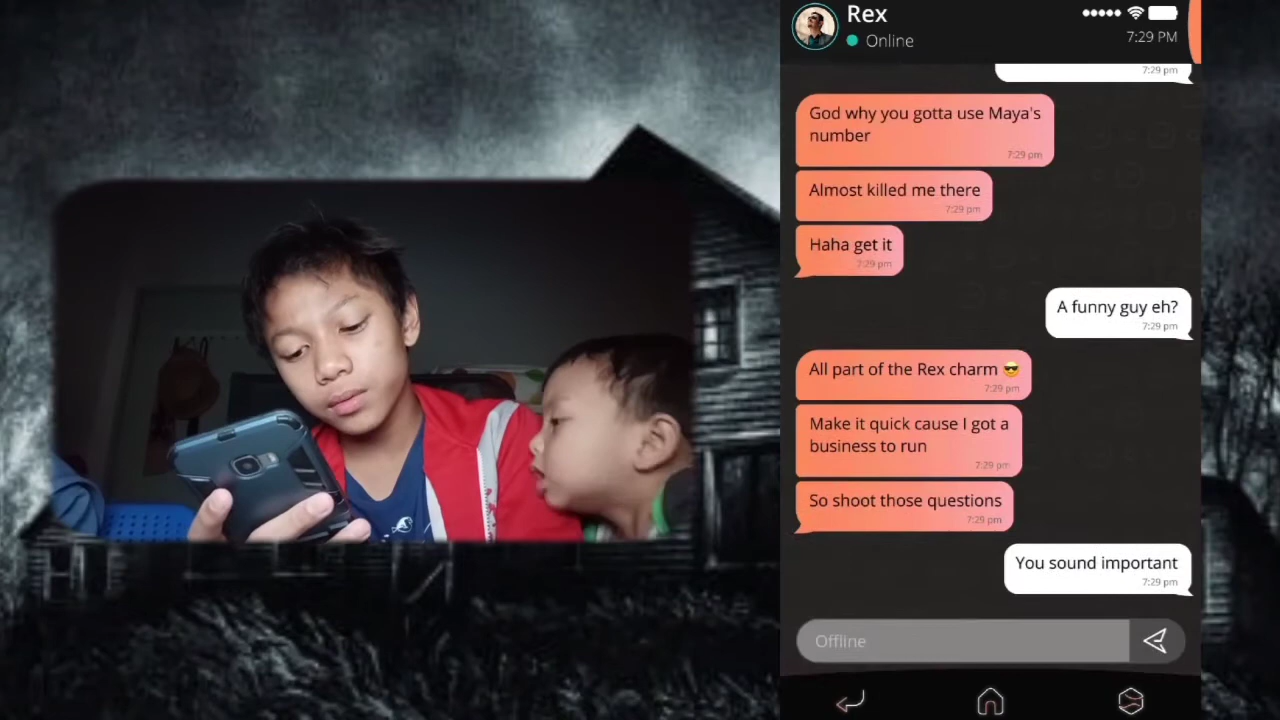 Rex
Online
7:29 PM
7:29 pm
God why you gotta use Maya's
number
7:29 pm
Almost killed me there
7:29 pm
Haha get it
7:29 pm
A funny guy eh?
7:29 pm
All part of the Rex charm 😎
7:29 pm
Make it quick cause I got a
business to run
7:29 pm
So shoot those questions
7:29 pm
You sound important
7:29 pm
Offline